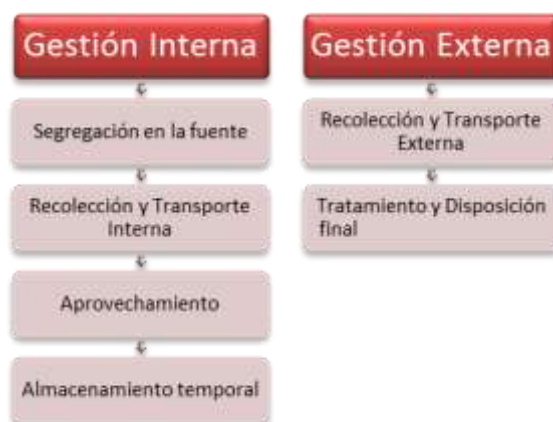 Gestión Interna
Segregación en la fuente
Recolección y Transporte
Interna
Aprovechamiento
Almacenamiento temporal
Gestión Externa
Recolección y Transporte
Externa
Tratamiento y Disposición
final